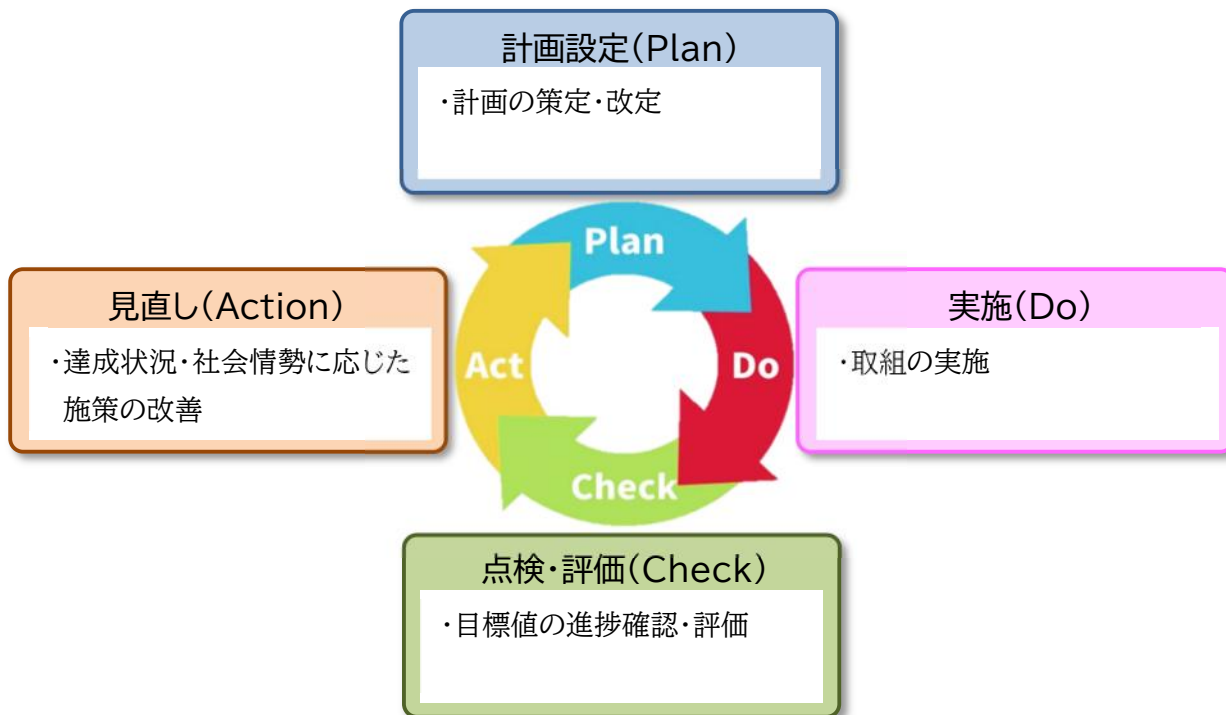 計画設定(Plan)
・計画の策定・改定
Plan
見直し(Action)
・達成状況・社会情勢に応じた
施策の改善
Act
Do
実施(Do)
・取組の実施
Check
点検・評価(Check)
・目標値の進捗確認・評価